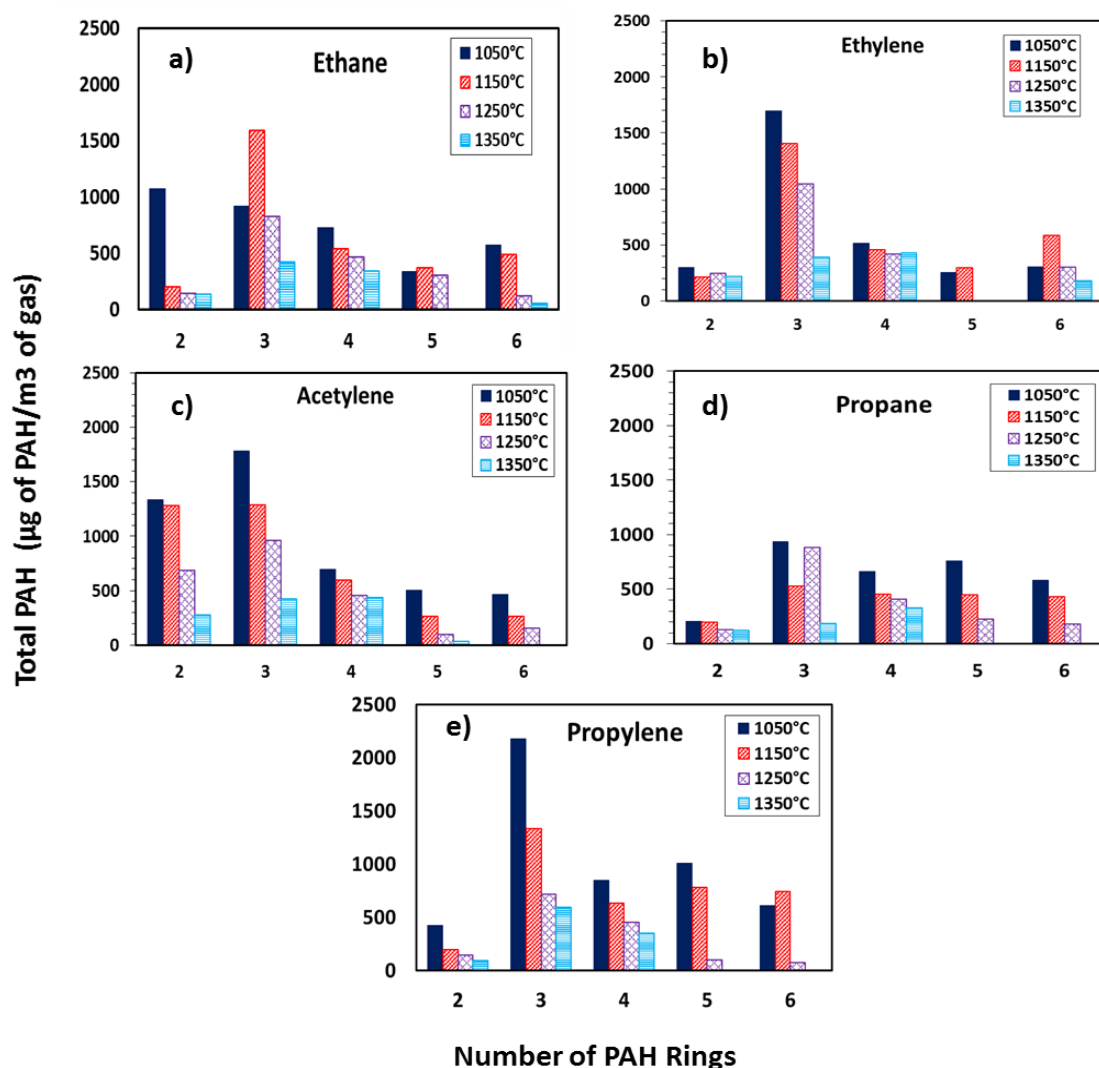 Total PAH (µg of PAH/m3 of gas)
a)
Ethane
1050°C
1150°C
1250°C
1350°C
2500
2000
1500
1000
500
0
2 3 4 5 6
b)
Ethylene
1050°C
1150°C
1250°C
1350°C
2500
2000
1500
1000
500
0
2 3 4 5 6
c)
Acetylene
1050°C
1150°C
1250°C
1350°C
2500
2000
1500
1000
500
0
2 3 4 5 6
d)
Propane
1050°C
1150°C
1250°C
1350°C
2500
2000
1500
1000
500
0
2 3 4 5 6
e)
Propylene
1050°C
1150°C
1250°C
1350°C
2500
2000
1500
1000
500
0
2 3 4 5 6
Number of PAH Rings